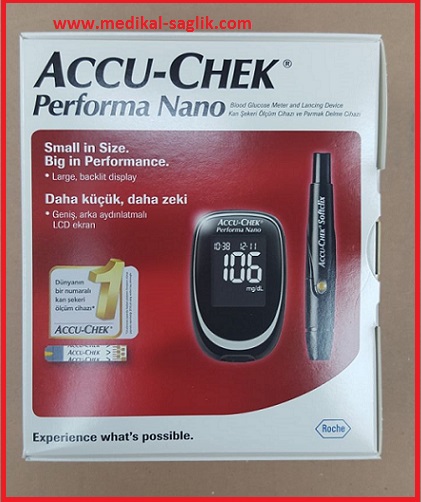 www.medikal-saglik.com
ACCU-CHEK®
Performa Nano
Blood Glucose Meter and Lancing Device
Kan Şekeri Ölçüm Cihazı ve Parmak Delme Cihazı
Small in Size.
Big in Performance.
• Large, backlit display
Daha küçük, daha zeki
• Geniş, arka aydınlatmalı
LCD ekran
Dünyanın
bir numaralı
kan şekeri
ölçüm cihazı*
1
ACCU-CHEK®
ACCU-CHEK®
Performa Nano
10:38 12-11
106
mg/dL
ACCU-CHEK® Softclix
Experience what's possible.
Roche